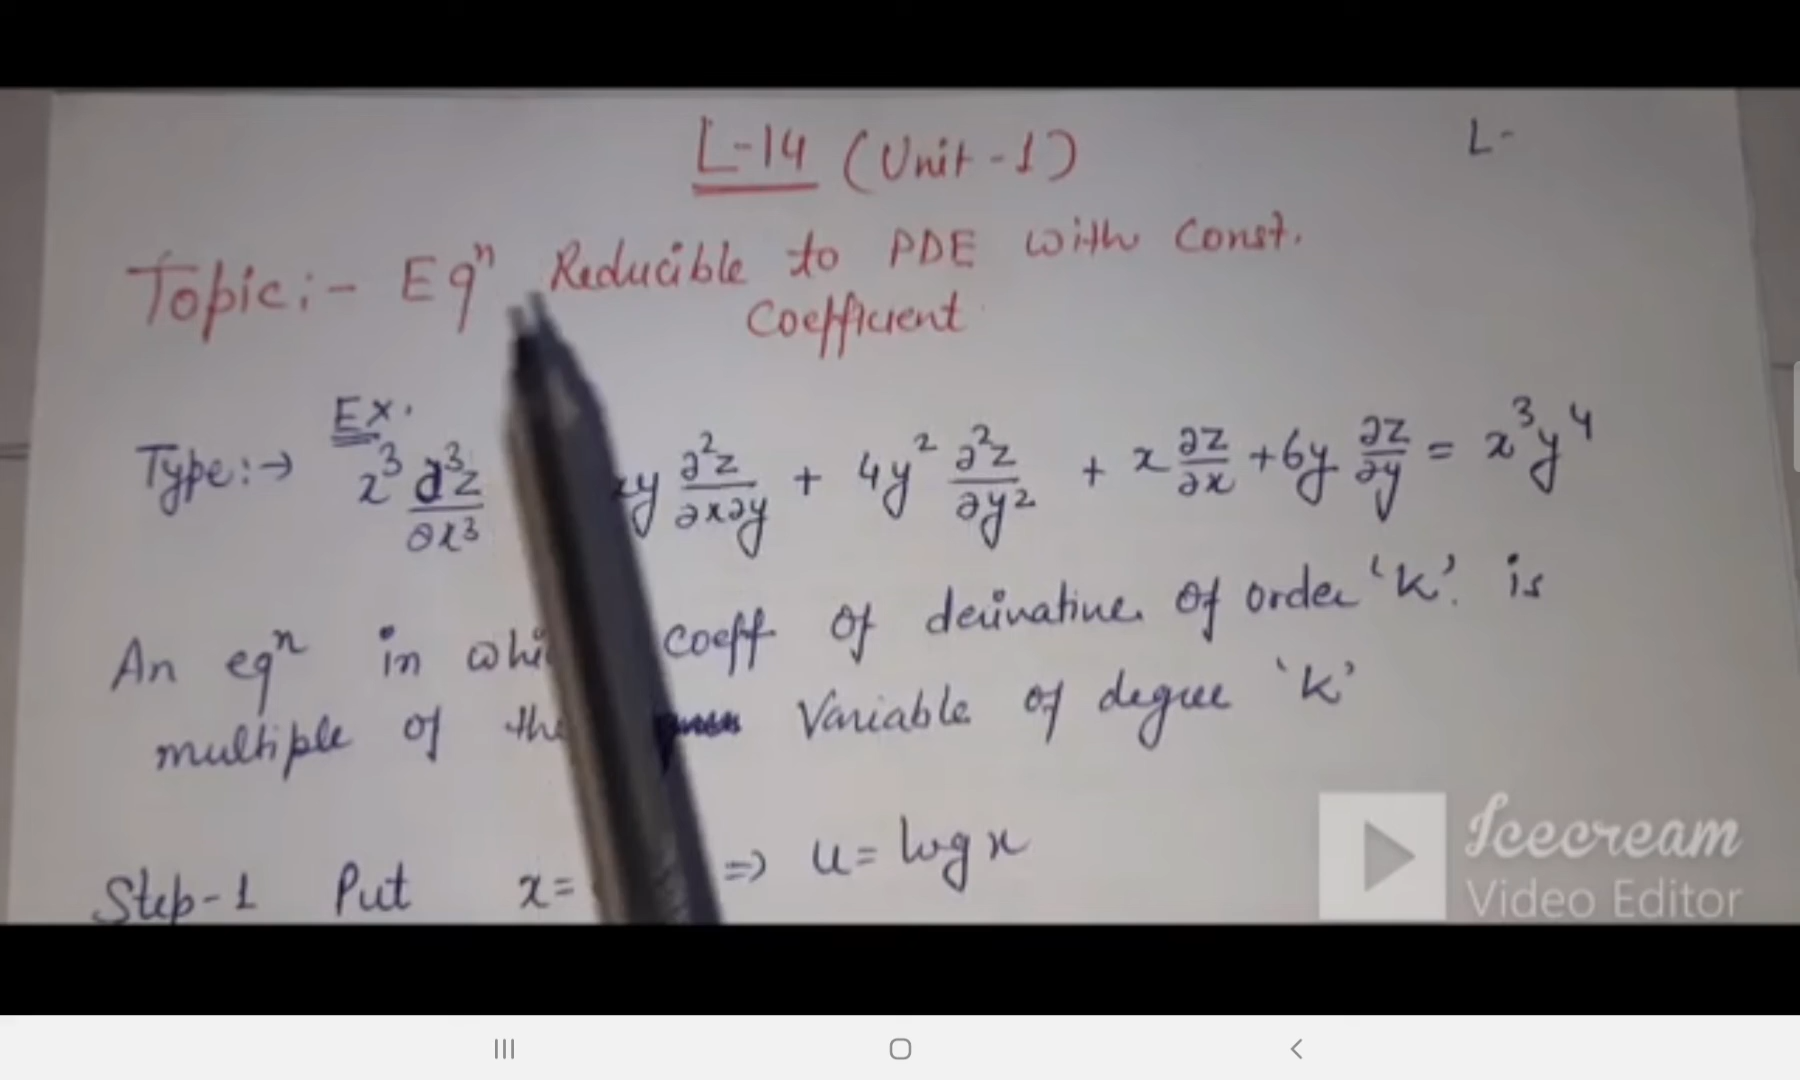 L-14 (Unit-1)
L-
Topic:- Eqⁿ Reducible to PDE with Const.
Coefficient
Ex.
Type:→ x³ ∂³z/∂x³ xy ∂²z/∂x∂y + 4y² ∂²z/∂y² + x ∂z/∂x + 6y ∂z/∂y = x³y⁴
An eqⁿ in coeff of derivative of order 'K' is
multiple of Variable of degree 'K'
Step-1 Put x= ⇒ u = log x
Icecream
Video Editor